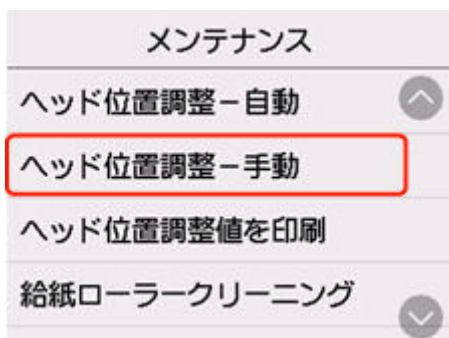 メンテナンス
ヘッド位置調整－自動
ヘッド位置調整－手動
ヘッド位置調整値を印刷
給紙ローラークリーニング